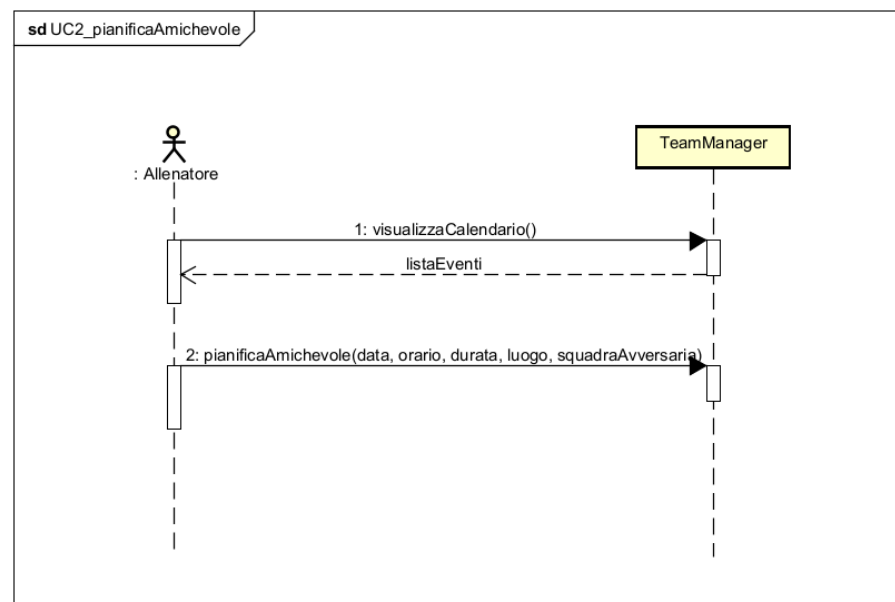 sd UC2_pianificaAmichevole
: Allenatore
TeamManager
1: visualizzaCalendario()
listaEventi
2: pianificaAmichevole(data, orario, durata, luogo, squadraAvversaria)